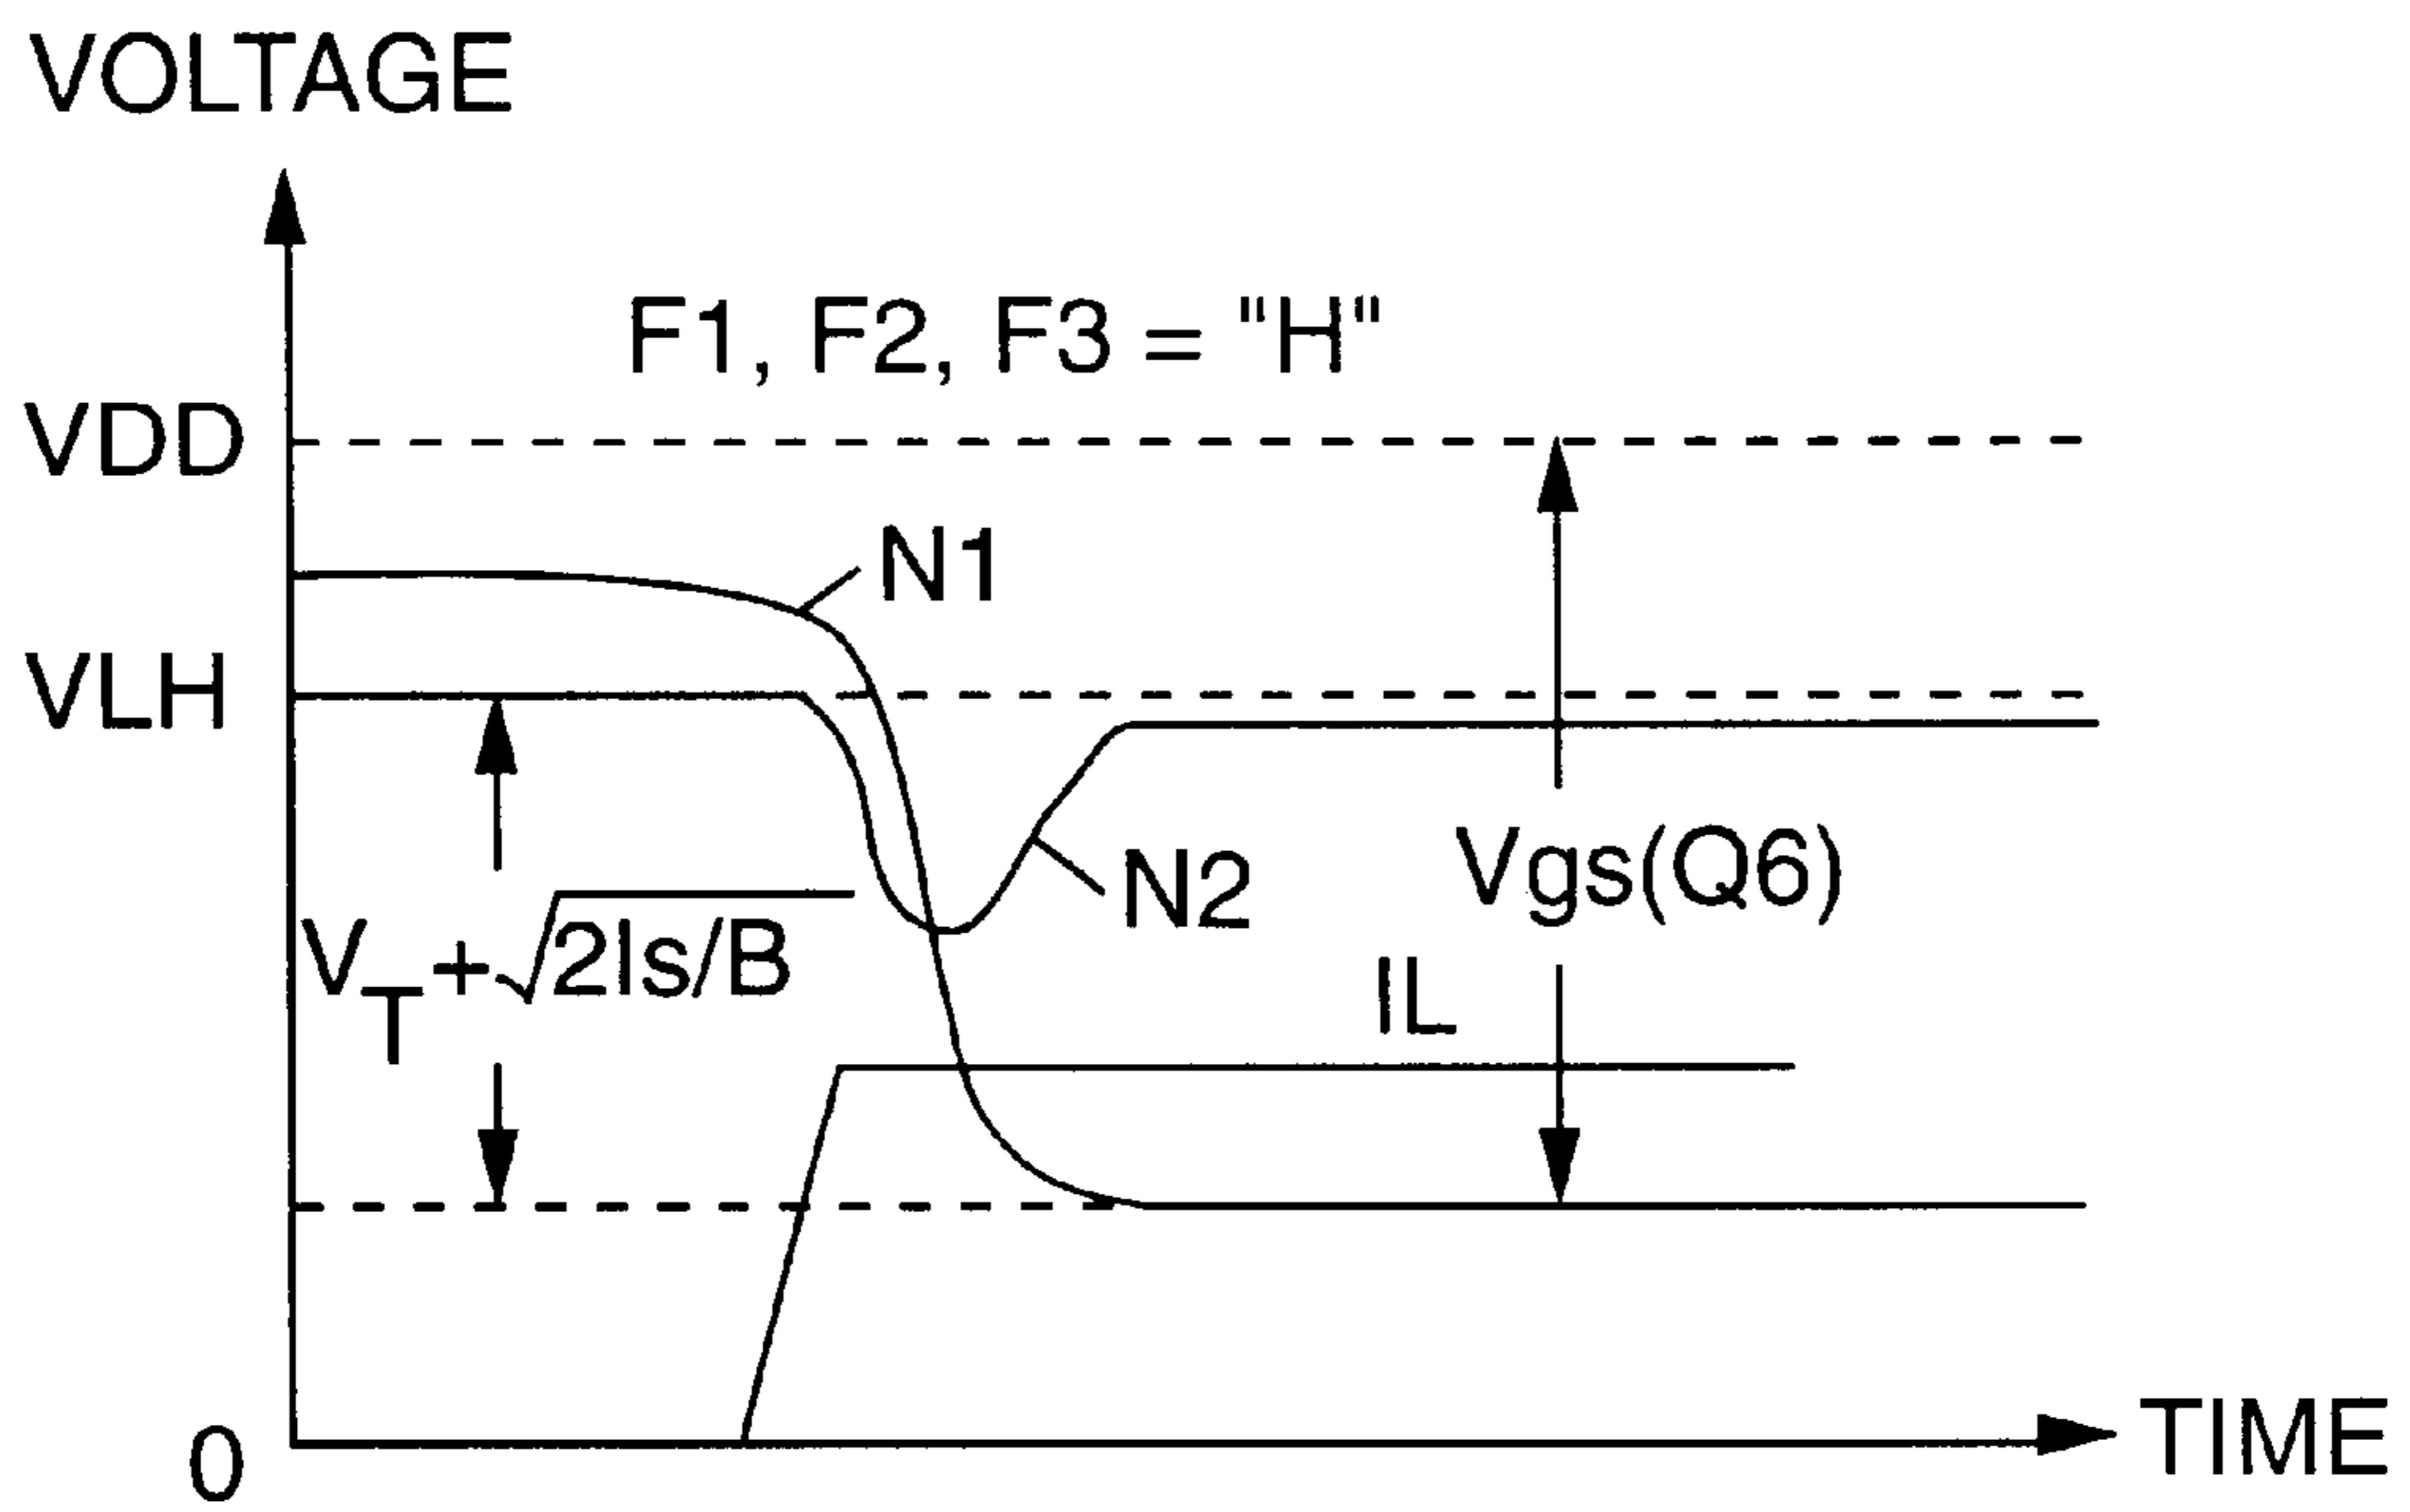 VOLTAGE
F1, F2, F3 = "H"
VDD
N1
VLH
N2
Vgs(Q6)
VT+√2Is/B
IL
0
TIME